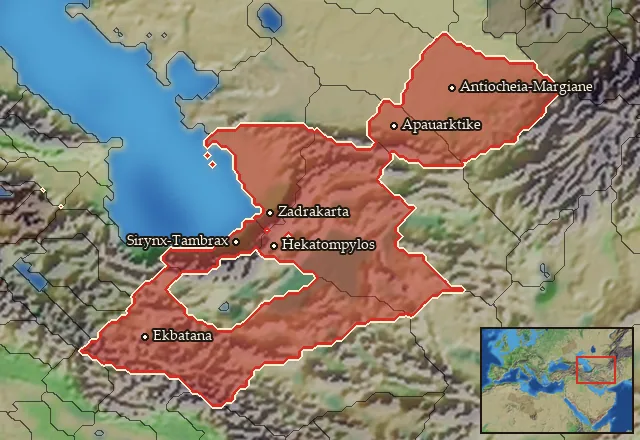 Antiocheia-Margiane
Apauarktike
Zadrakarta
Sirynx-Tambrax
Hekatompylos
Ekbatana